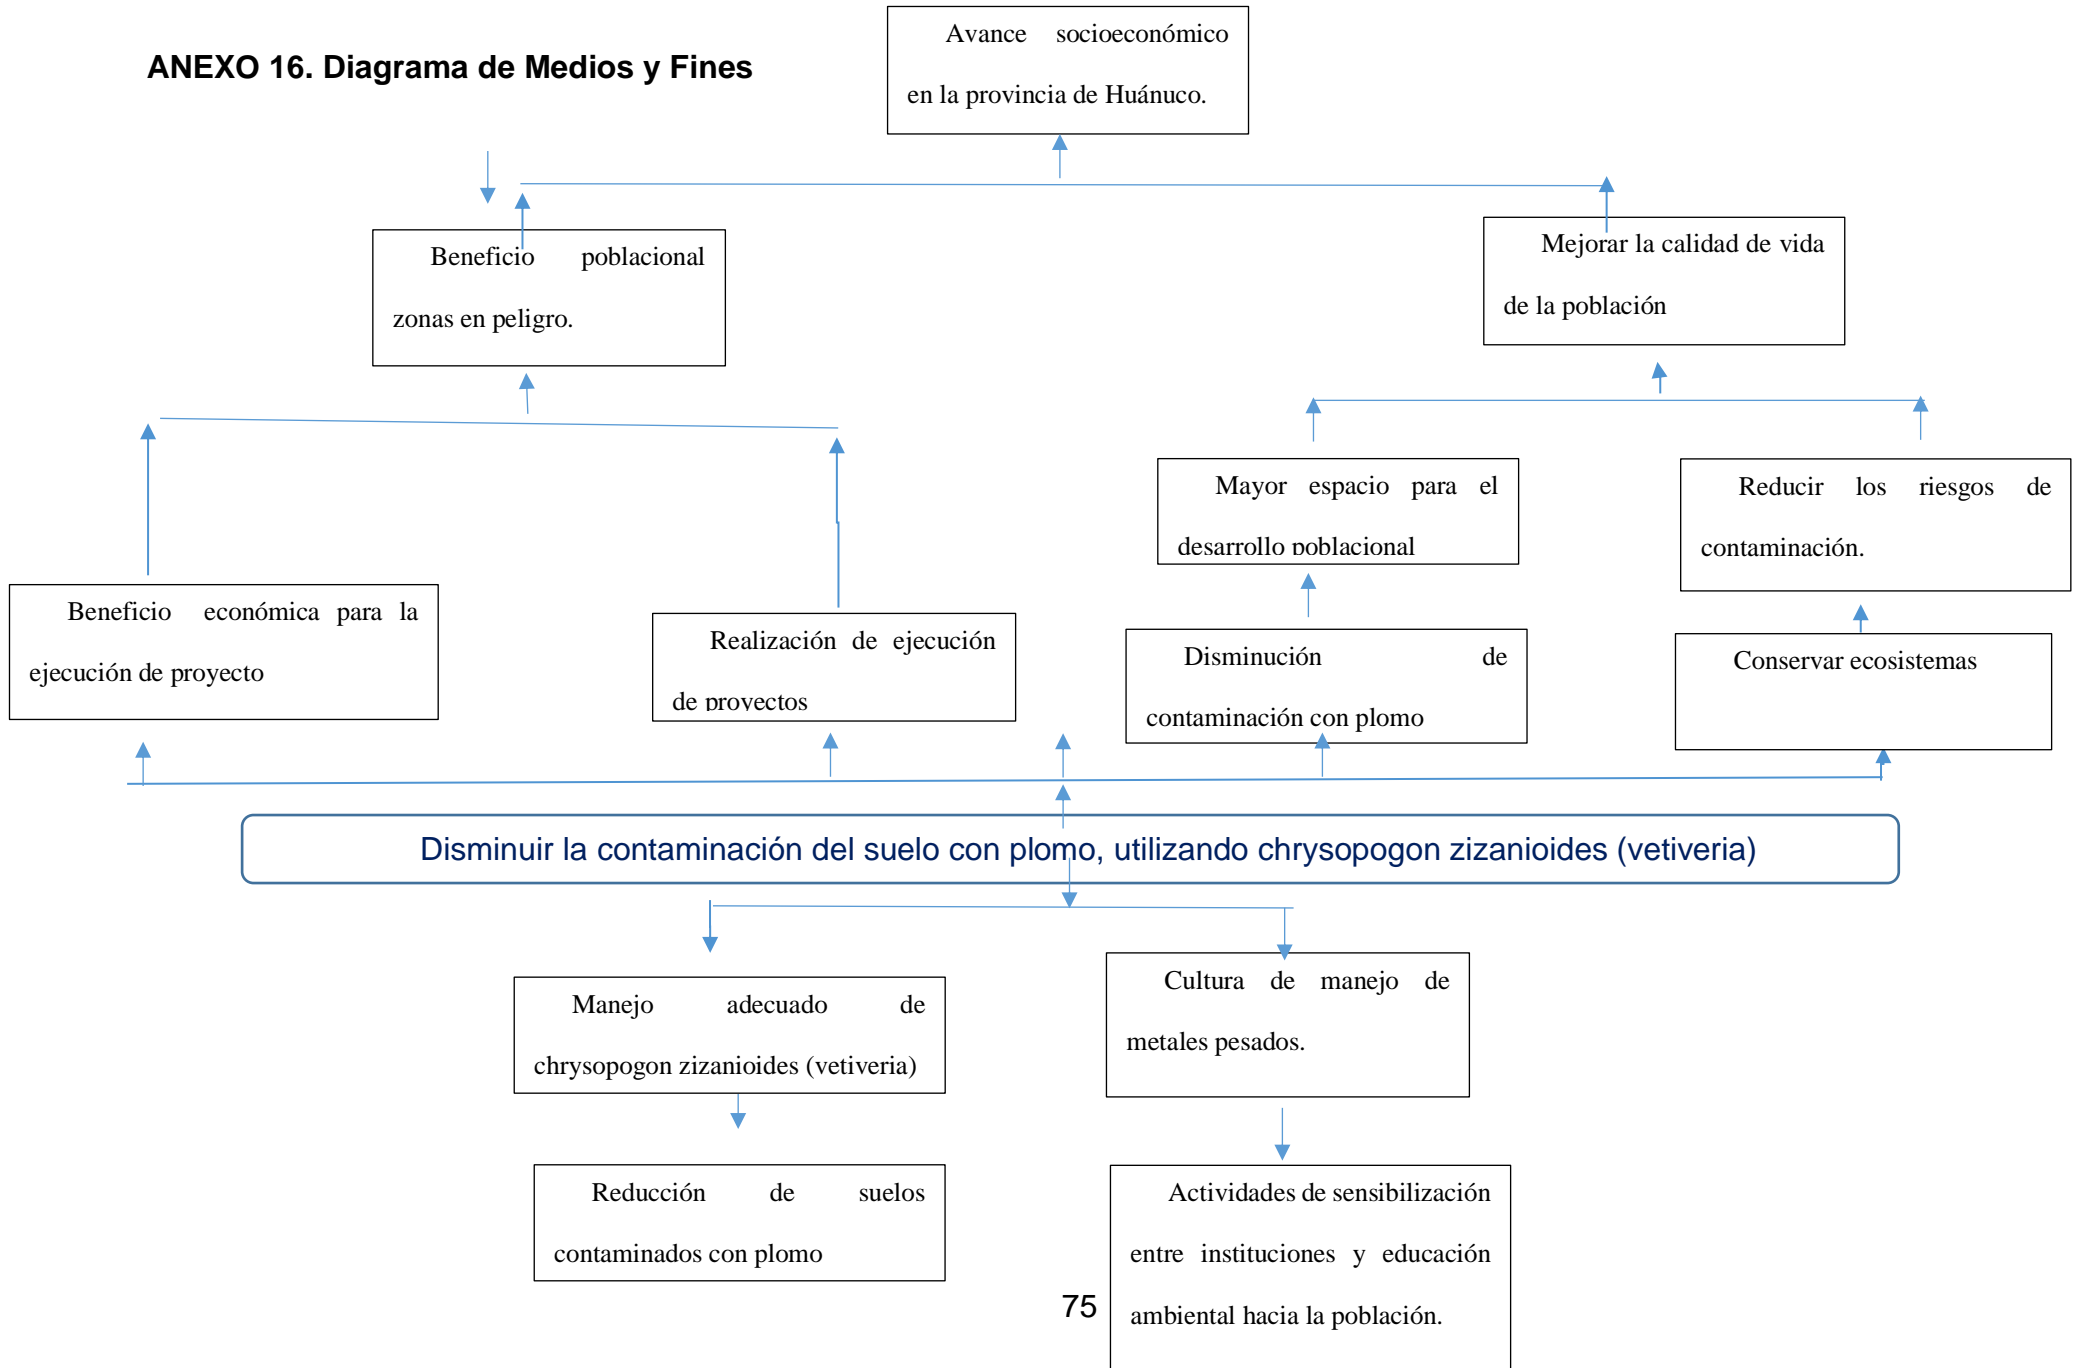 ANEXO 16. Diagrama de Medios y Fines
Avance socioeconómico
en la provincia de Huánuco.
Beneficio poblacional
zonas en peligro.
Mejorar la calidad de vida
de la población
Mayor espacio para el
desarrollo poblacional
Reducir los riesgos de
contaminación.
Beneficio económica para la
ejecución de proyecto
Realización de ejecución
de proyectos
Disminución de
contaminación con plomo
Conservar ecosistemas
Disminuir la contaminación del suelo con plomo, utilizando chrysopogon zizanioides (vetiveria)
Manejo adecuado de
chrysopogon zizanioides (vetiveria)
Cultura de manejo de
metales pesados.
Reducción de suelos
contaminados con plomo
Actividades de sensibilización
entre instituciones y educación
ambiental hacia la población.
75